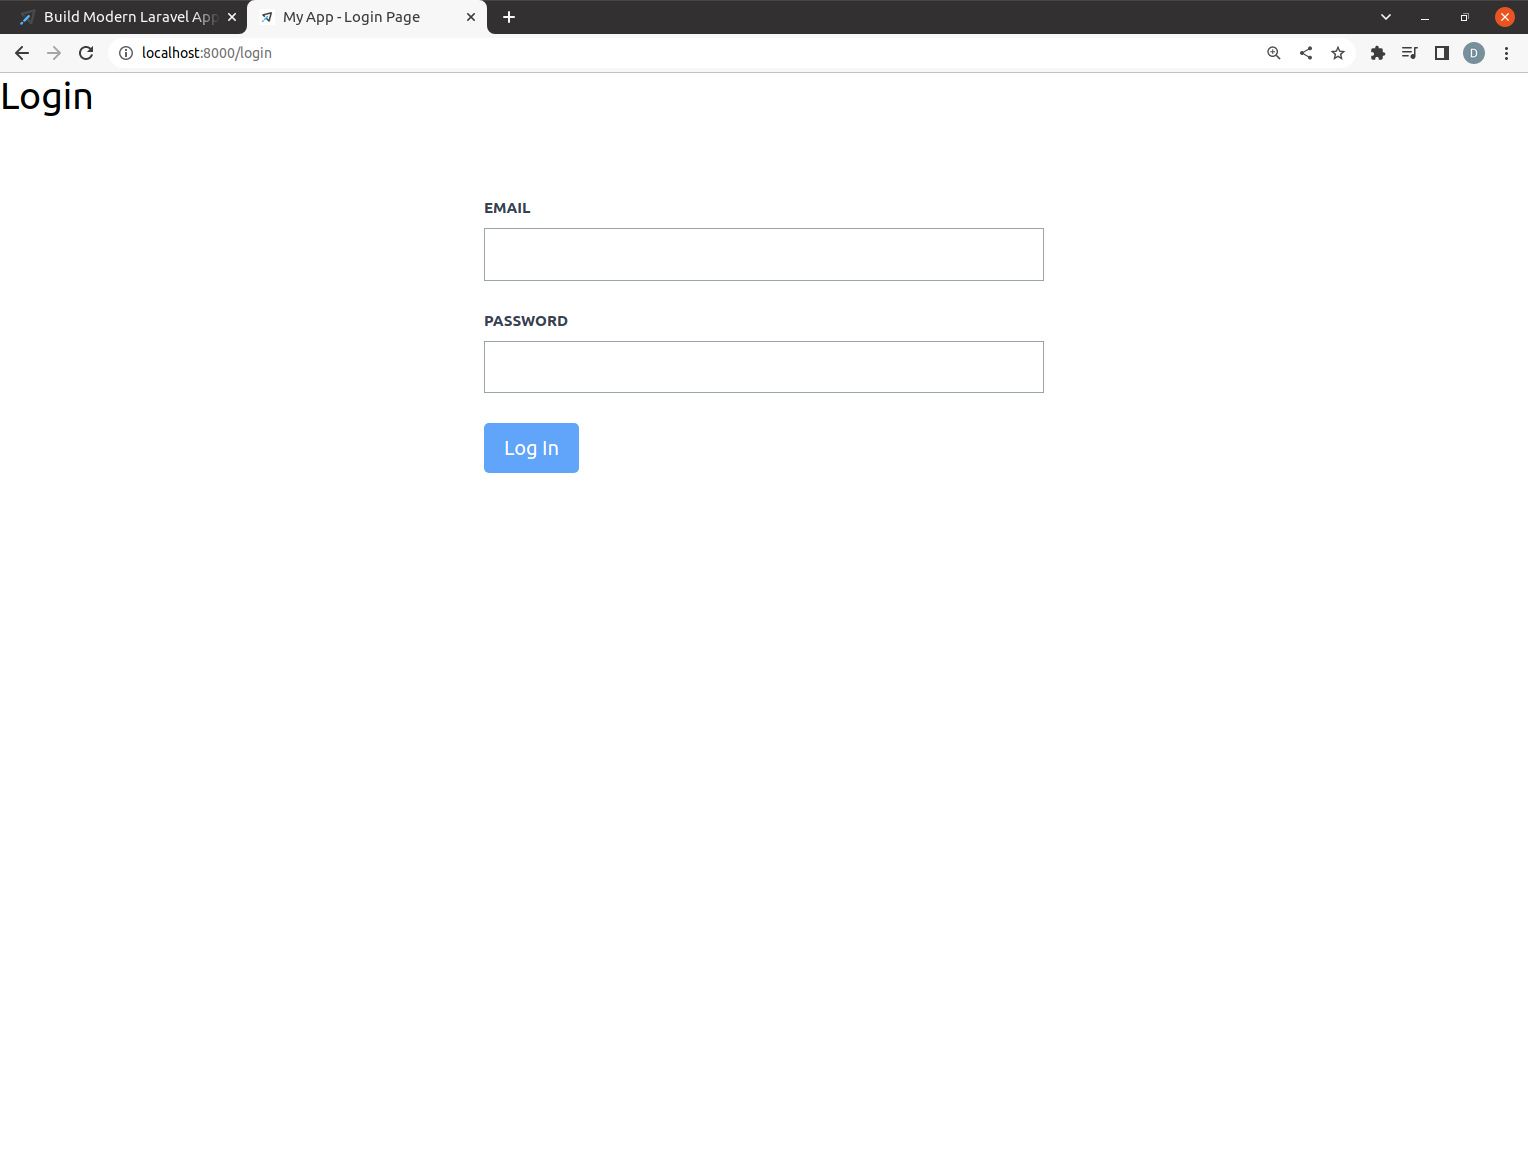 Build Modern Laravel App
My App - Login Page
localhost:8000/login
D
Login
EMAIL
PASSWORD
Log In